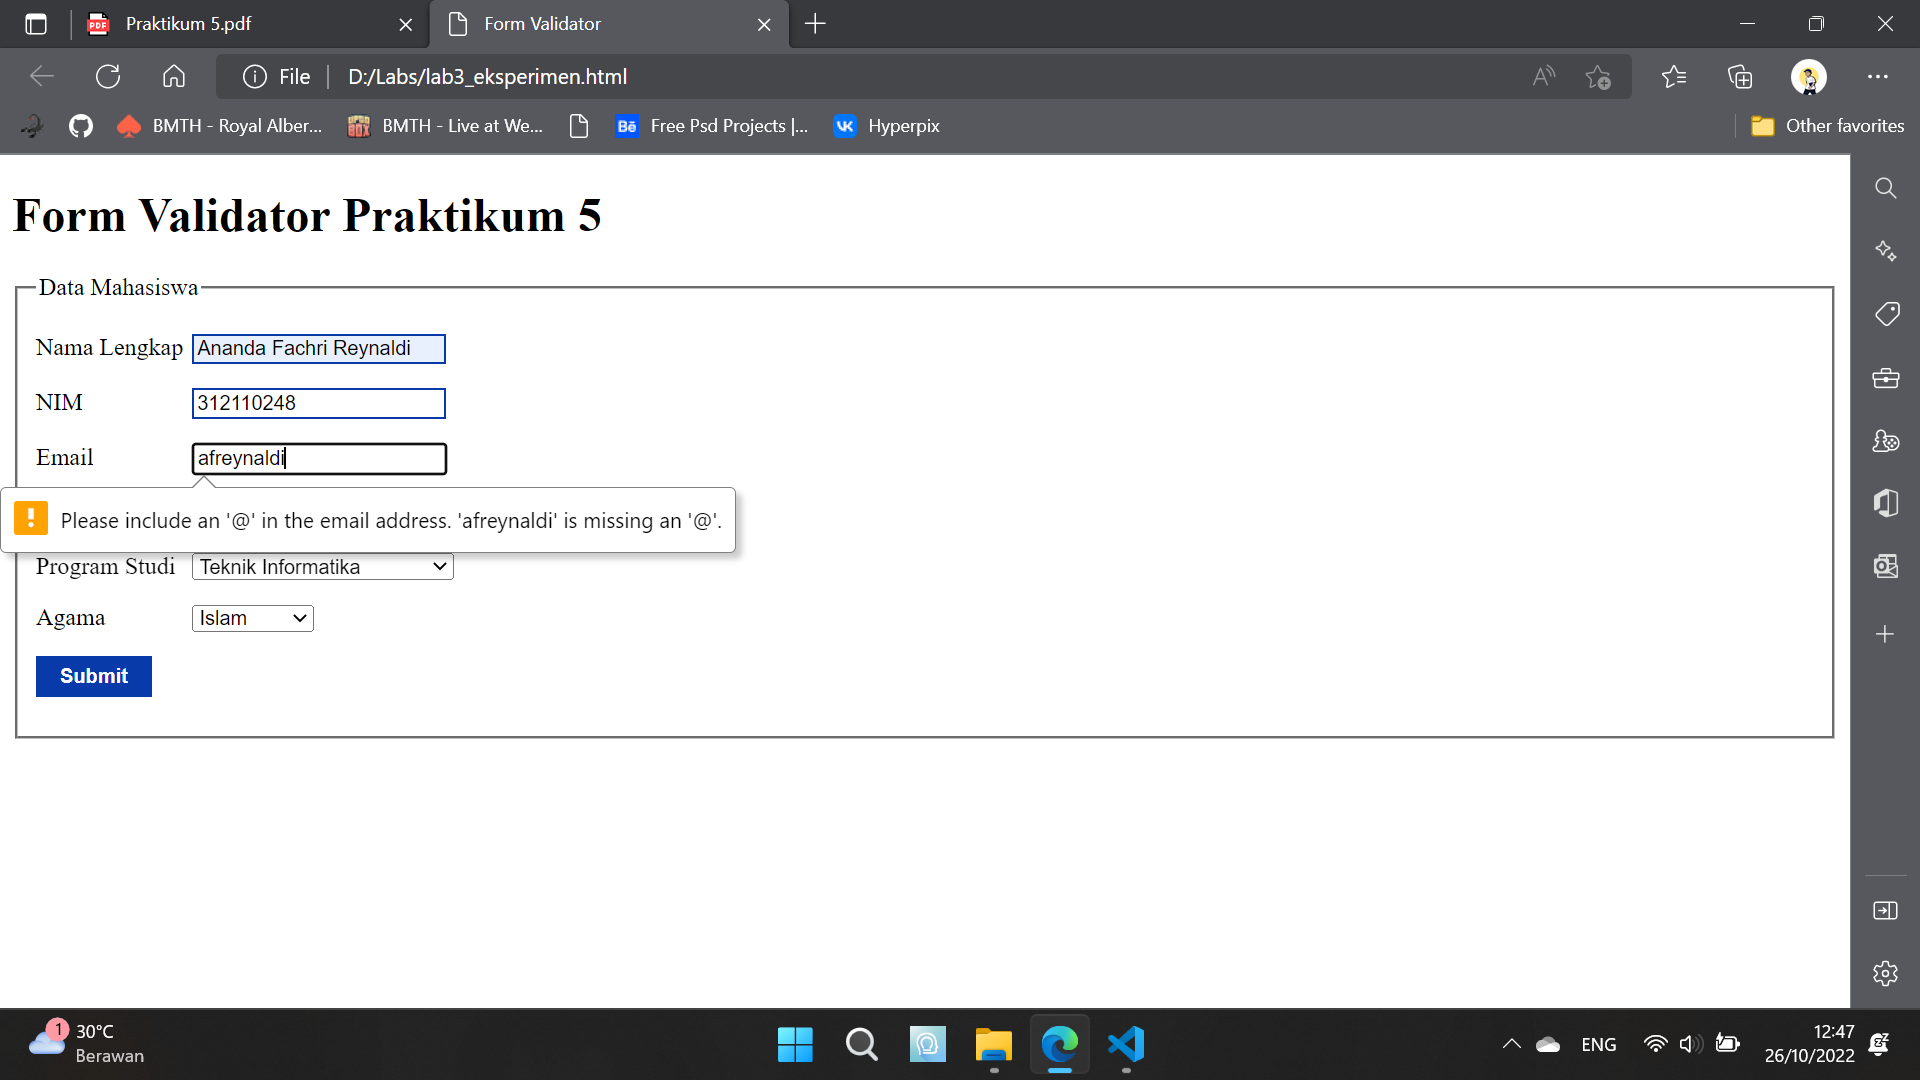 Praktikum 5.pdf
Form Validator
File
D:/Labs/lab3_eksperimen.html
BMTH - Royal Alber...
BMTH - Live at We...
Free Psd Projects |...
Hyperpix
Other favorites
Form Validator Praktikum 5
Data Mahasiswa
Nama Lengkap Ananda Fachri Reynaldi
NIM 312110248
Email afreynaldi
Please include an '@' in the email address. 'afreynaldi' is missing an '@'.
Program Studi Teknik Informatika
Agama Islam
Submit
1
30°C
Berawan
ENG
12:47
26/10/2022